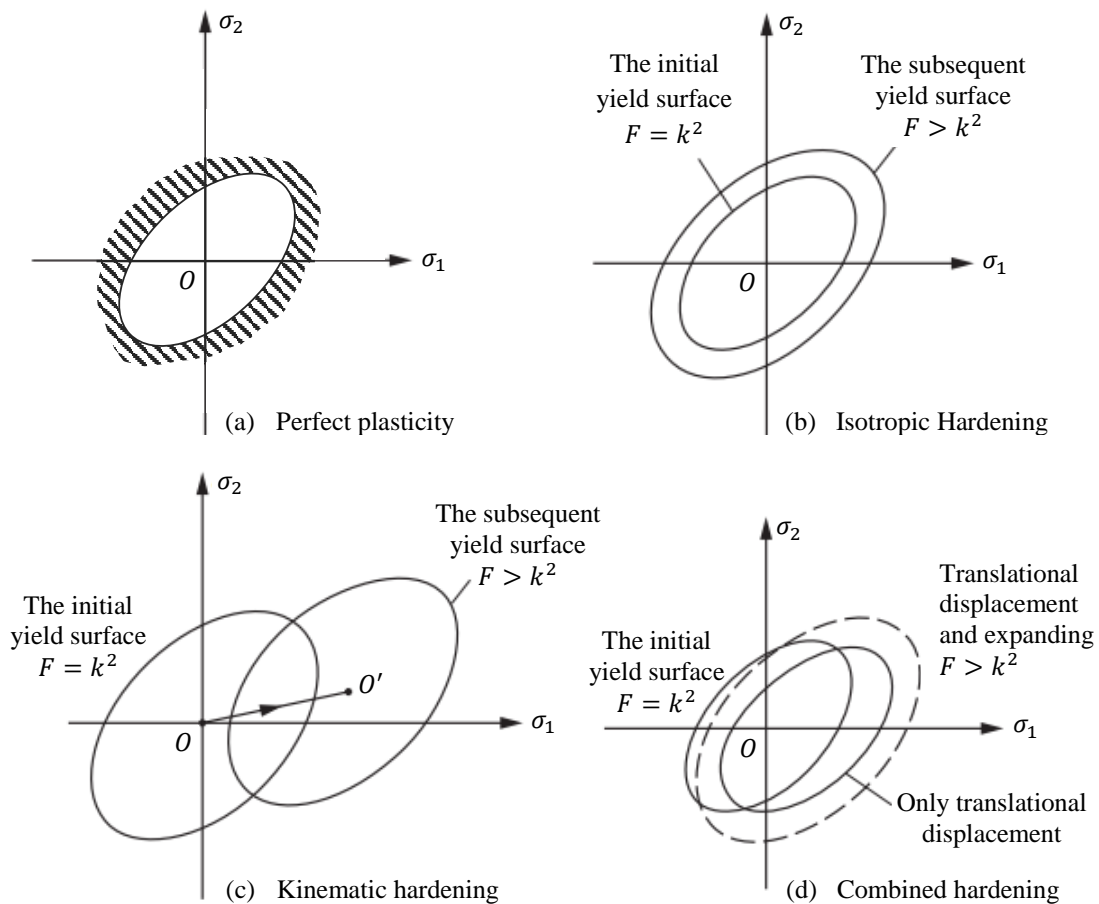 σ₂
σ₁
O
(a) Perfect plasticity
σ₂
The initial
yield surface
F = k²
The subsequent
yield surface
F > k²
σ₁
O
(b) Isotropic Hardening
σ₂
The subsequent
yield surface
F > k²
The initial
yield surface
F = k²
O′
σ₁
O
(c) Kinematic hardening
σ₂
Translational
displacement
and expanding
F > k²
The initial
yield surface
F = k²
σ₁
O
Only translational
displacement
(d) Combined hardening